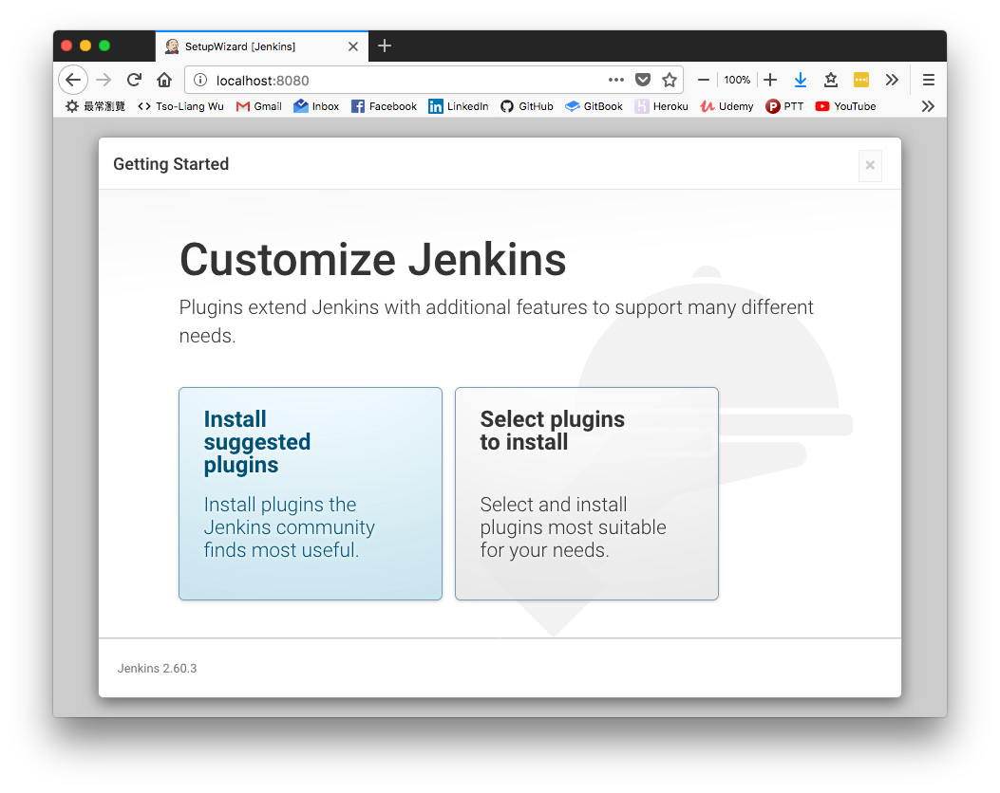 SetupWizard [Jenkins]
localhost:8080
100%
最常瀏覽 Tso-Liang Wu Gmail Inbox Facebook LinkedIn GitHub GitBook Heroku Udemy PTT YouTube
Getting Started
Customize Jenkins
Plugins extend Jenkins with additional features to support many different
needs.
Install
suggested
plugins
Install plugins the
Jenkins community
finds most useful.
Select plugins
to install
Select and install
plugins most suitable
for your needs.
Jenkins 2.60.3